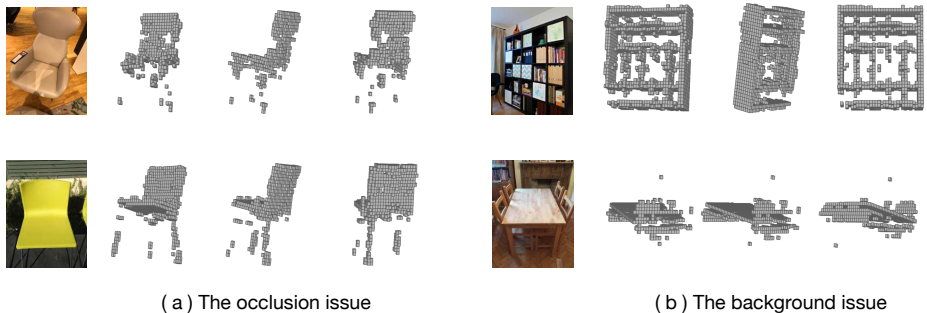 ( a ) The occlusion issue
( b ) The background issue